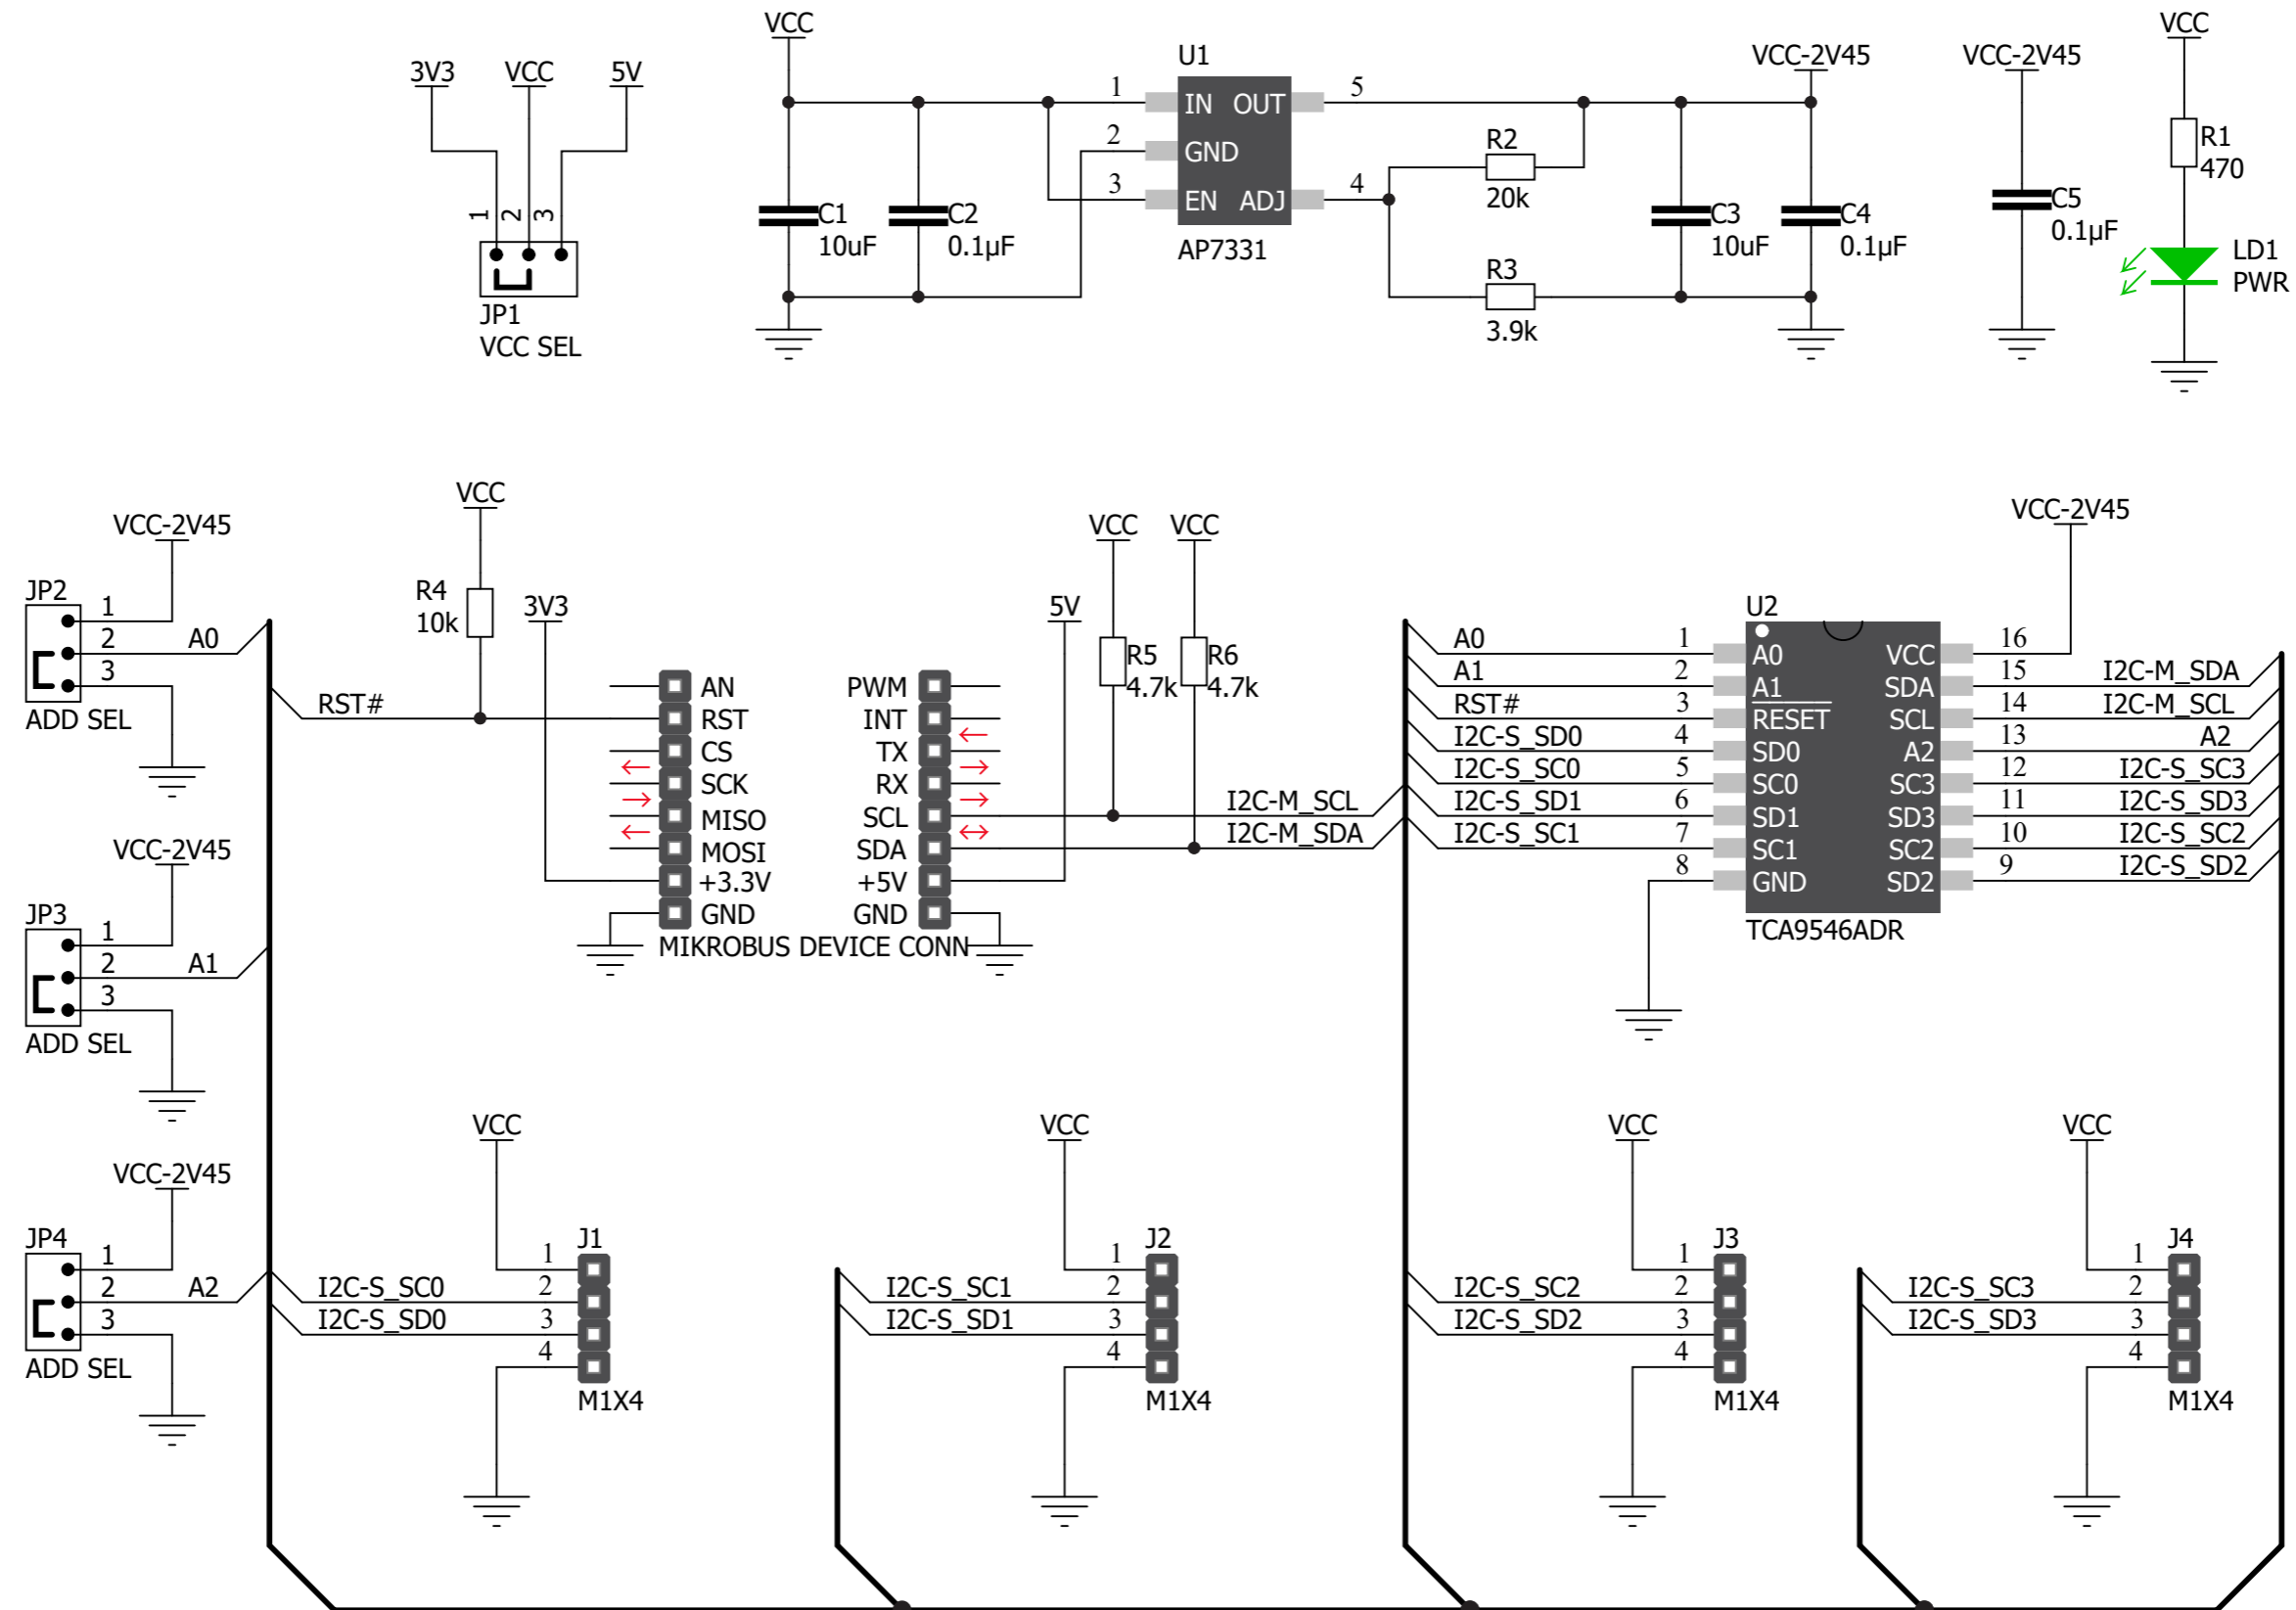 3V3 VCC 5V
1 2 3
JP1
VCC SEL
VCC
C1
10uF
C2
0.1µF
U1
1 IN OUT 5
2 GND
3 EN ADJ 4
AP7331
R2
20k
R3
3.9k
VCC-2V45
C3
10uF
C4
0.1µF
VCC-2V45
C5
0.1µF
VCC
R1
470
LD1
PWR
VCC-2V45
JP2
1
2 A0
3
ADD SEL
VCC-2V45
JP3
1
2 A1
3
ADD SEL
VCC-2V45
JP4
1
2 A2
3
ADD SEL
VCC
R4
10k
RST#
3V3
5V
AN PWM
RST INT
CS TX
SCK RX
MISO SCL
MOSI SDA
+3.3V +5V
GND GND
MIKROBUS DEVICE CONN
VCC VCC
R5
4.7k
R6
4.7k
I2C-M_SCL
I2C-M_SDA
VCC-2V45
U2
A0 1 A0 VCC 16
A1 2 A1 SDA 15 I2C-M_SDA
RST# 3 RESET SCL 14 I2C-M_SCL
I2C-S_SD0 4 SD0 A2 13 A2
I2C-S_SC0 5 SC0 SC3 12 I2C-S_SC3
I2C-S_SD1 6 SD1 SD3 11 I2C-S_SD3
I2C-S_SC1 7 SC1 SC2 10 I2C-S_SC2
8 GND SD2 9 I2C-S_SD2
TCA9546ADR
VCC
J1
1
I2C-S_SC0 2
I2C-S_SD0 3
4
M1X4
VCC
J2
1
I2C-S_SC1 2
I2C-S_SD1 3
4
M1X4
VCC
J3
1
I2C-S_SC2 2
I2C-S_SD2 3
4
M1X4
VCC
J4
1
I2C-S_SC3 2
I2C-S_SD3 3
4
M1X4